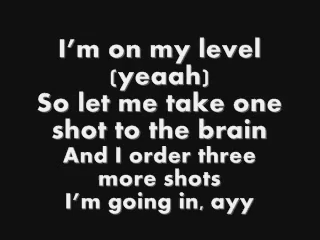 I'm on my level
(yeaah)
So let me take one
shot to the brain
And I order three
more shots
I'm going in, ayy